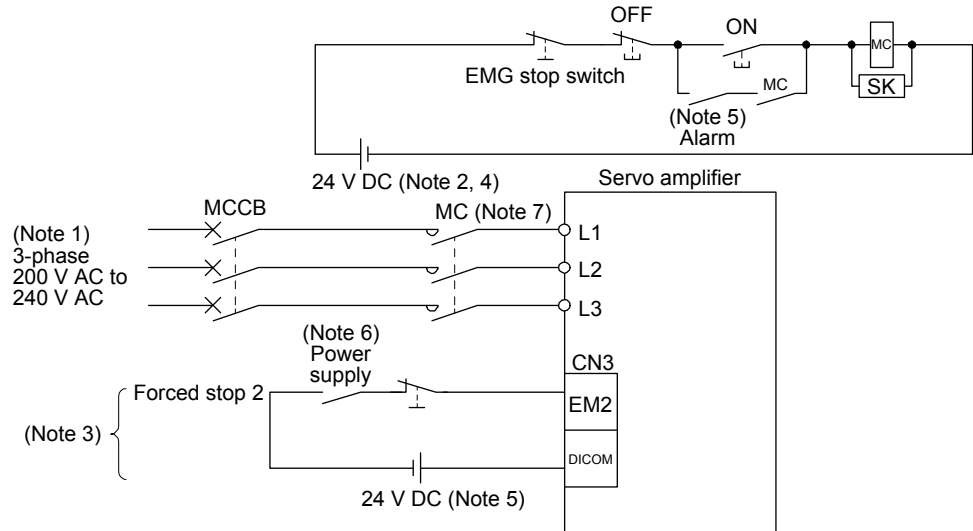 OFF
ON
MC
EMG stop switch
SK
MC
(Note 5)
Alarm
24 V DC (Note 2, 4)
Servo amplifier
MCCB
MC (Note 7)
(Note 1)
3-phase
200 V AC to
240 V AC
L1
L2
L3
(Note 6)
Power
supply
CN3
Forced stop 2
EM2
(Note 3)
DICOM
24 V DC (Note 5)